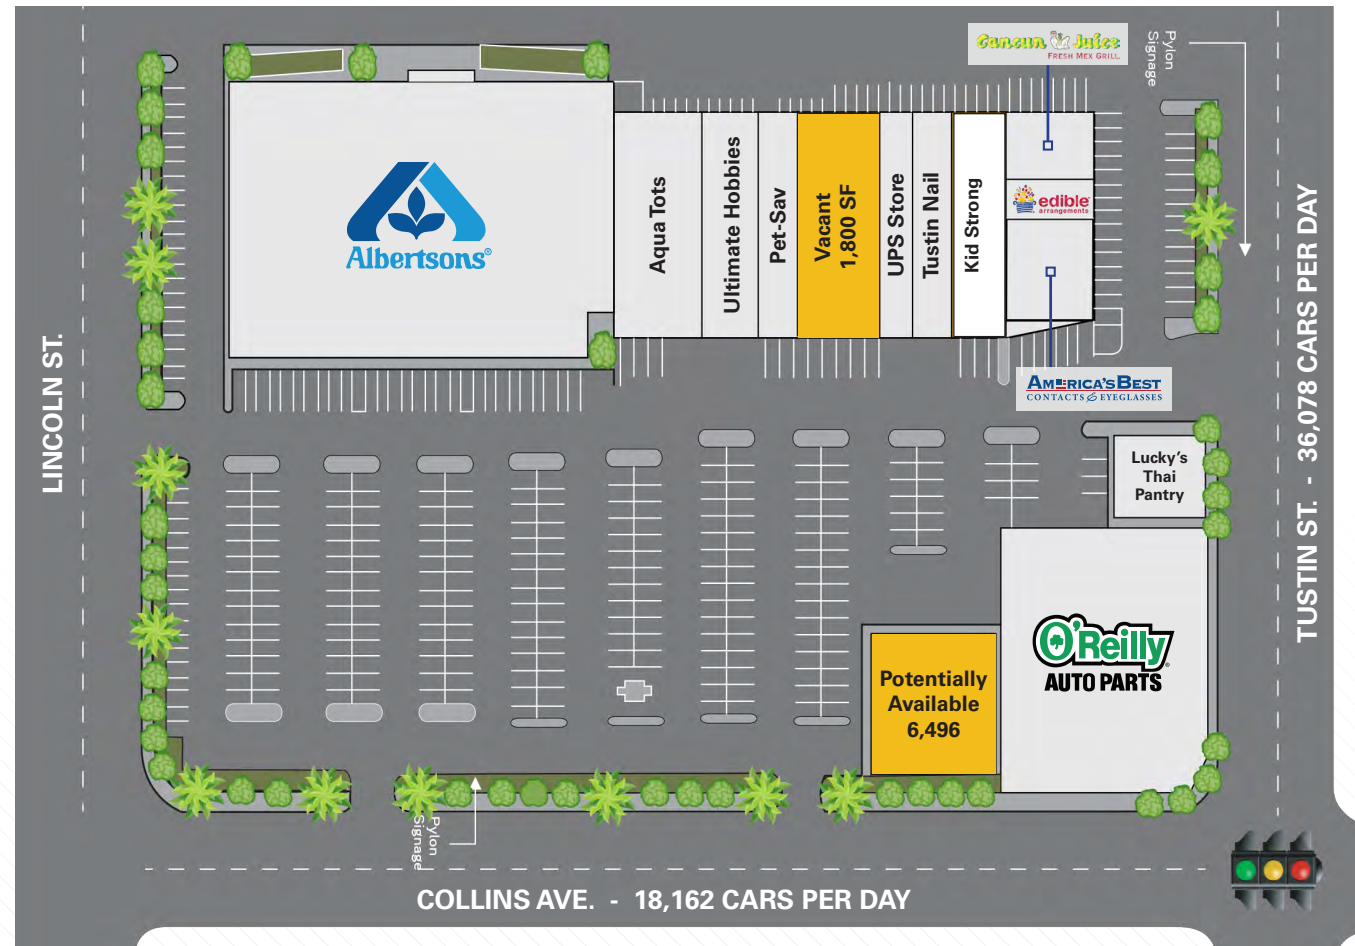 Cancun Juice
FRESH MEX GRILL
Pylon
Signage
Albertsons®
Aqua Tots
Ultimate Hobbies
Pet-Sav
Vacant
1,800 SF
UPS Store
Tustin Nail
Kid Strong
edible®
arrangements
AMERICA'S BEST
CONTACTS & EYEGLASSES
LINCOLN ST.
TUSTIN ST. - 36,078 CARS PER DAY
Lucky's
Thai
Pantry
O'Reilly®
AUTO PARTS
Potentially
Available
6,496
Pylon
Signage
COLLINS AVE. - 18,162 CARS PER DAY